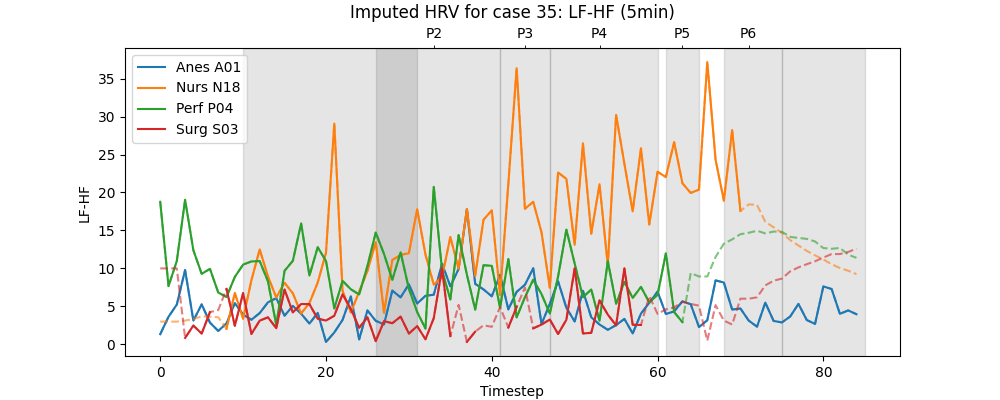 Imputed HRV for case 35: LF-HF (5min)
P2 P3 P4 P5 P6
Anes A01
Nurs N18
Perf P04
Surg S03
35
30
25
20
15
10
5
0
LF-HF
0 20 40 60 80
Timestep